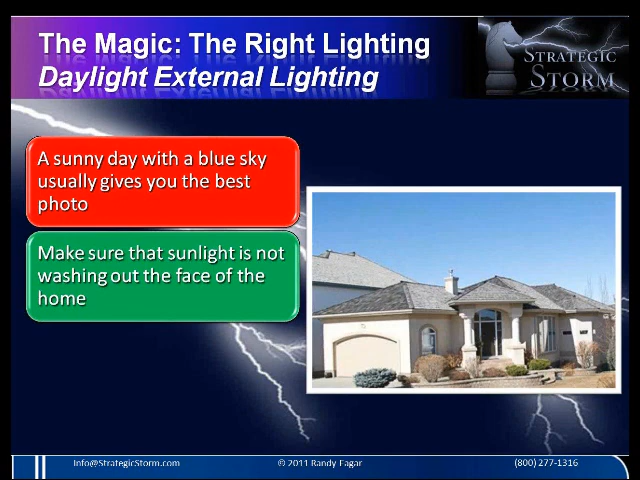 The Magic: The Right Lighting
Daylight External Lighting
STRATEGIC
STORM
A sunny day with a blue sky
usually gives you the best
photo
Make sure that sunlight is not
washing out the face of the
home
Info@StrategicStorm.com
© 2011 Randy Fagar
(800) 277-1316